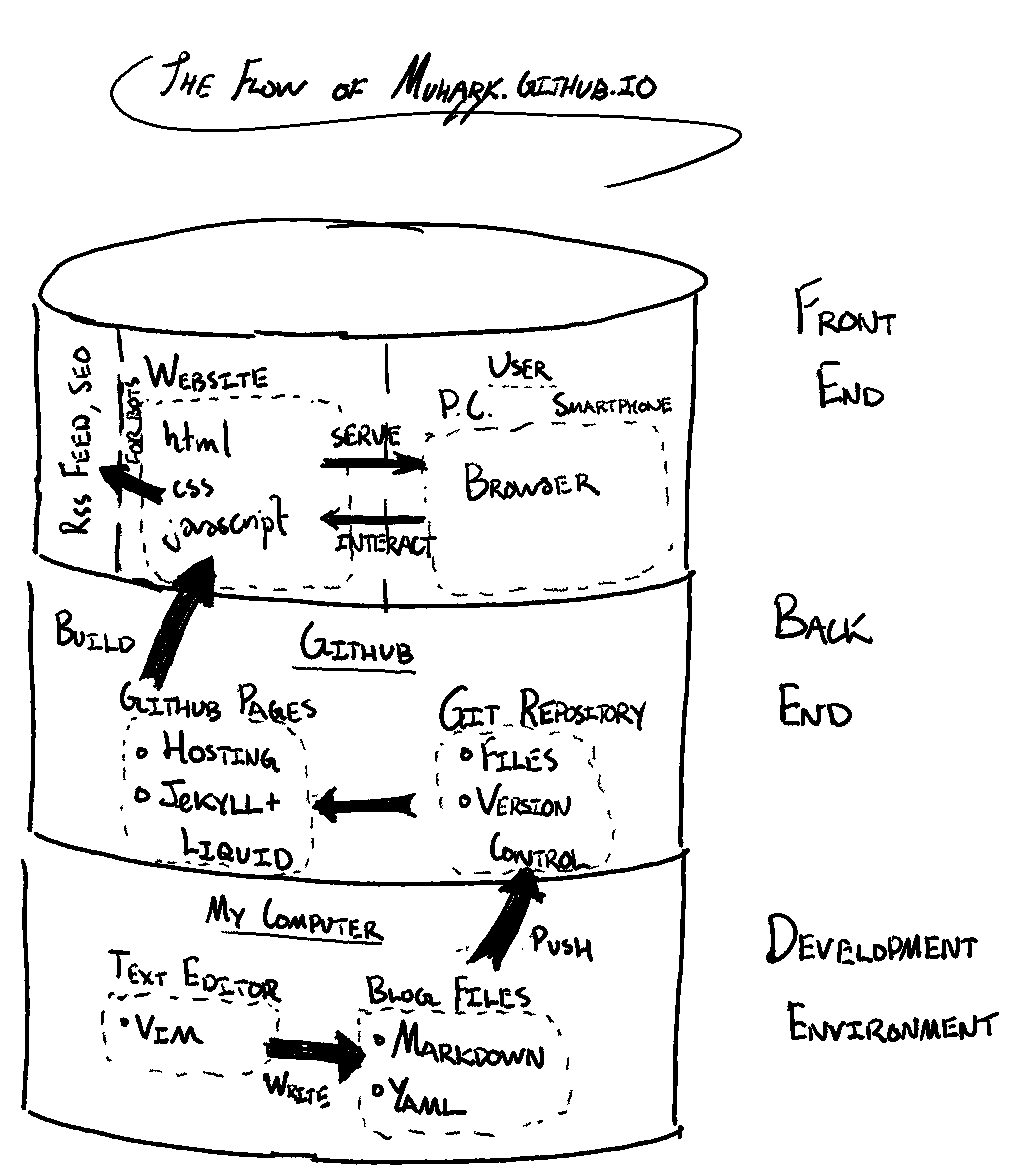 The Flow of Muhark.Github.io
Front
End
Rss Feed, SEO
For Bots
Website
html
css
javascript
Serve
Interact
User
P.C. Smartphone
Browser
Back
End
Build
Github
Github Pages
Hosting
Jekyll+
Liquid
Git Repository
Files
Version
Control
Development
Environment
My Computer
Push
Text Editor
Vim
Write
Blog Files
Markdown
Yaml